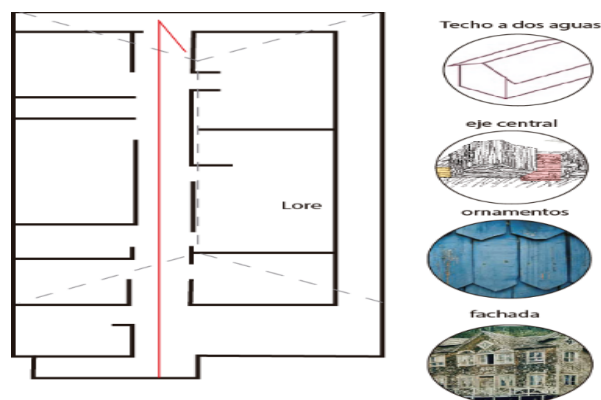 Techo a dos aguas
eje central
ornamentos
Lore
fachada